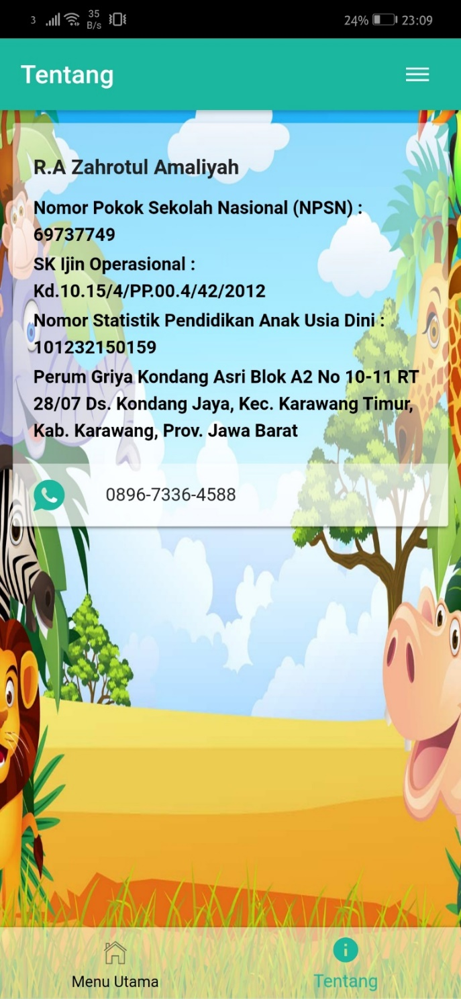 3 35 B/s 24% 23:09
Tentang
R.A Zahrotul Amaliyah
Nomor Pokok Sekolah Nasional (NPSN) :
69737749
SK Ijin Operasional :
Kd.10.15/4/PP.00.4/42/2012
Nomor Statistik Pendidikan Anak Usia Dini :
101232150159
Perum Griya Kondang Asri Blok A2 No 10-11 RT
28/07 Ds. Kondang Jaya, Kec. Karawang Timur,
Kab. Karawang, Prov. Jawa Barat
0896-7336-4588
Menu Utama
Tentang